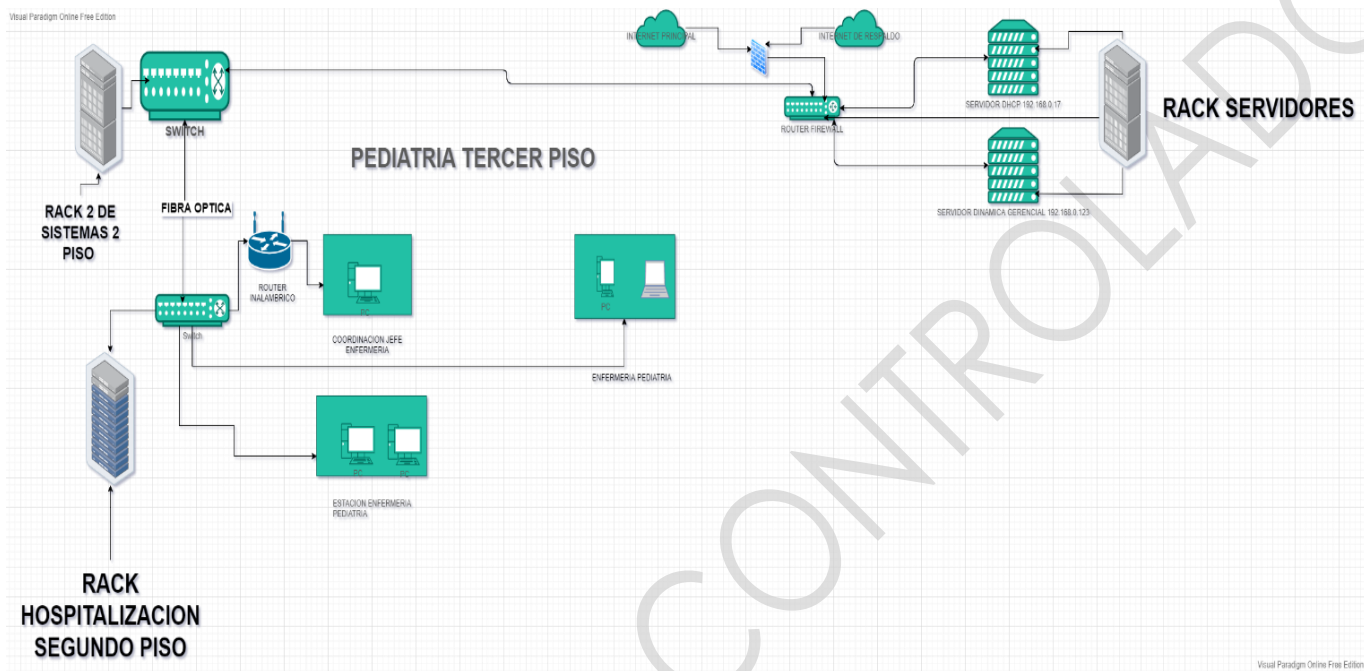 Visual Paradigm Online Free Edition
INTERNET PRINCIPAL
INTERNET DE RESPALDO
SERVIDOR DHCP 192.168.0.17
RACK SERVIDORES
SWITCH
ROUTER FIREWALL
PEDIATRIA TERCER PISO
RACK 2 DE
SISTEMAS 2
PISO
FIBRA OPTICA
SERVIDOR DINAMICA GERENCIAL 192.168.0.123
ROUTER
INALAMBRICO
PC
PC
Switch
COORDINACION JEFE
ENFERMERIA
ENFERMERIA PEDIATRIA
PC
PC
ESTACION ENFERMERIA
PEDIATRIA
RACK
HOSPITALIZACION
SEGUNDO PISO
CONTROLADO
Visual Paradigm Online Free Edition